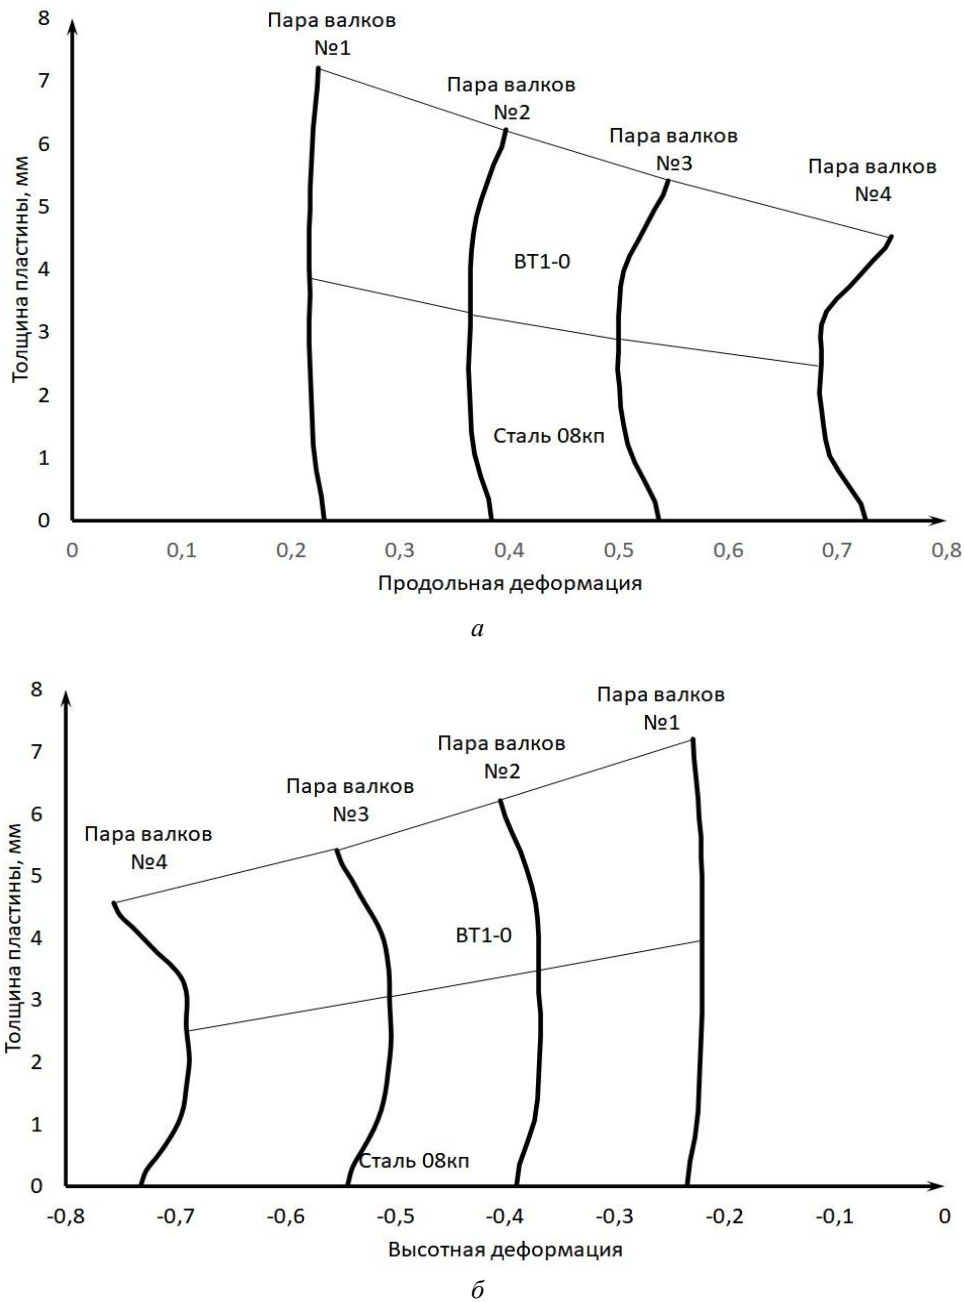 8
Пара валков
№1
7
Пара валков
№2
6
Пара валков
№3
Пара валков
№4
5
ВТ1-0
4
3
2
Сталь 08кп
1
0
Толщина пластины, мм
0 0,1 0,2 0,3 0,4 0,5 0,6 0,7 0,8
Продольная деформация
а
8
Пара валков
№1
7
Пара валков
№2
6
Пара валков
№3
Пара валков
№4
5
4
ВТ1-0
3
2
1
Сталь 08кп
0
Толщина пластины, мм
-0,8 -0,7 -0,6 -0,5 -0,4 -0,3 -0,2 -0,1 0
Высотная деформация
б